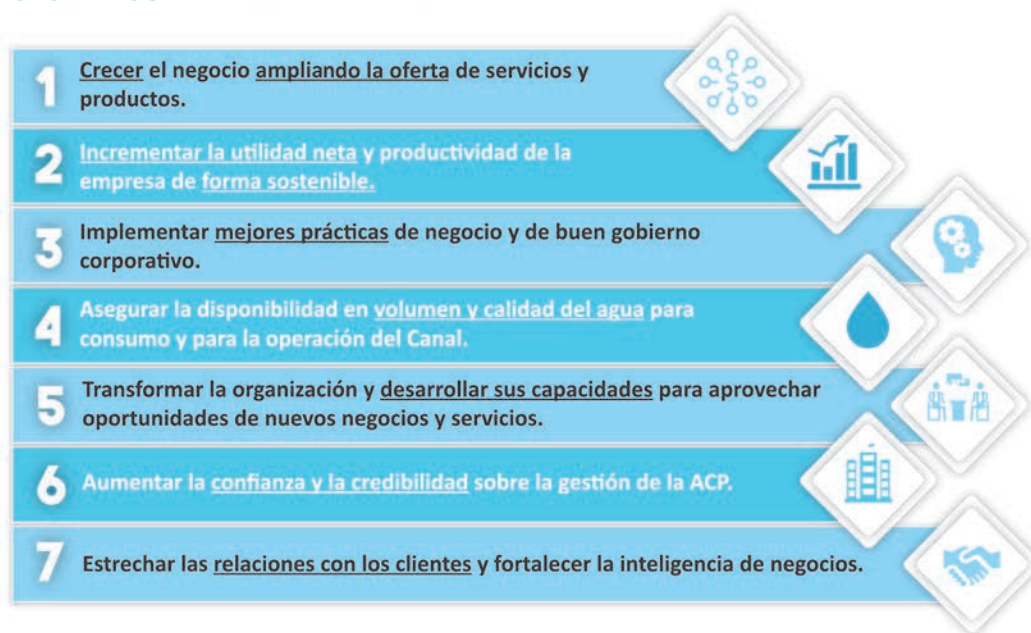 1
Crecer el negocio ampliando la oferta de servicios y
productos.
2
Incrementar la utilidad neta y productividad de la
empresa de forma sostenible.
3
Implementar mejores prácticas de negocio y de buen gobierno
corporativo.
4
Asegurar la disponibilidad en volumen y calidad del agua para
consumo y para la operación del Canal.
5
Transformar la organización y desarrollar sus capacidades para aprovechar
oportunidades de nuevos negocios y servicios.
6
Aumentar la confianza y la credibilidad sobre la gestión de la ACP.
7
Estrechar las relaciones con los clientes y fortalecer la inteligencia de negocios.